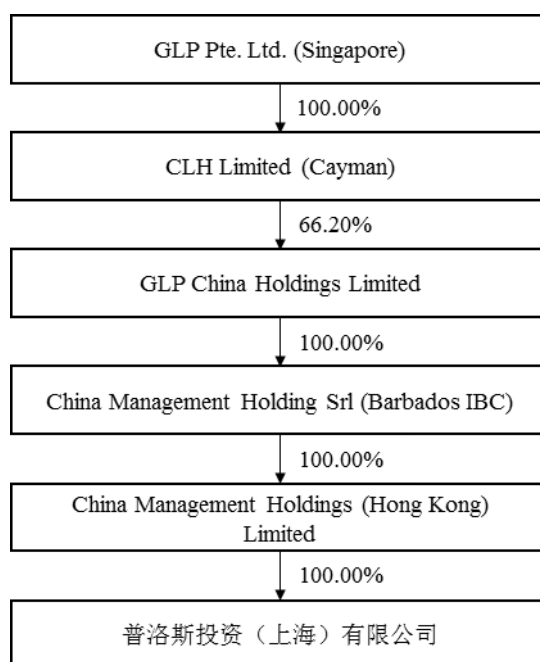 GLP Pte. Ltd. (Singapore)
100.00%
CLH Limited (Cayman)
66.20%
GLP China Holdings Limited
100.00%
China Management Holding Srl (Barbados IBC)
100.00%
China Management Holdings (Hong Kong)
Limited
100.00%
普洛斯投资（上海）有限公司